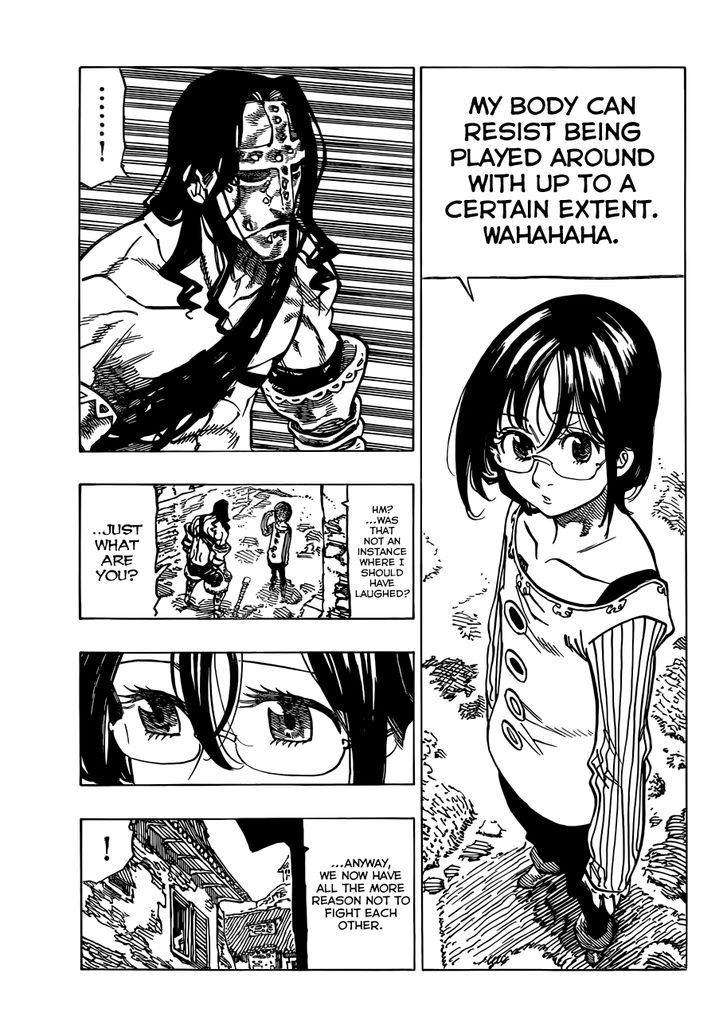 MY BODY CAN
RESIST BEING
PLAYED AROUND
WITH UP TO A
CERTAIN EXTENT.
WAHAHAHA.
.......!
HM?
...WAS
THAT
NOT AN
INSTANCE
WHERE I
SHOULD
HAVE
LAUGHED?
...JUST
WHAT
ARE
YOU?
...ANYWAY,
WE NOW HAVE
ALL THE MORE
REASON NOT TO
FIGHT EACH
OTHER.
!